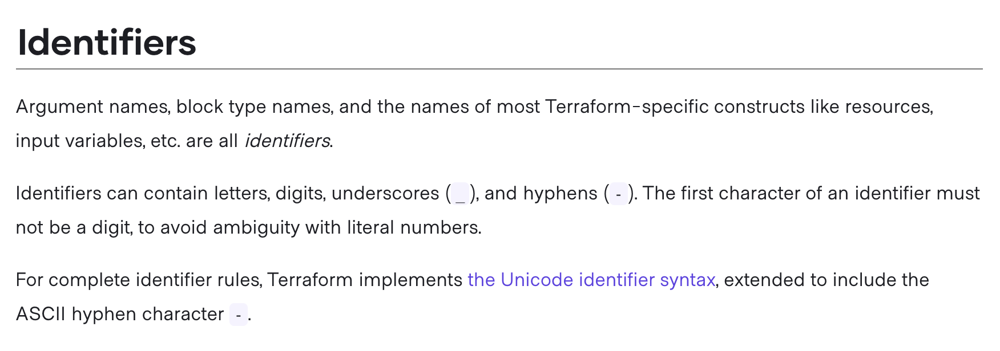 Identifiers
Argument names, block type names, and the names of most Terraform-specific constructs like resources,
input variables, etc. are all identifiers.
Identifiers can contain letters, digits, underscores ( _ ), and hyphens ( - ). The first character of an identifier must
not be a digit, to avoid ambiguity with literal numbers.
For complete identifier rules, Terraform implements the Unicode identifier syntax, extended to include the
ASCII hyphen character - .